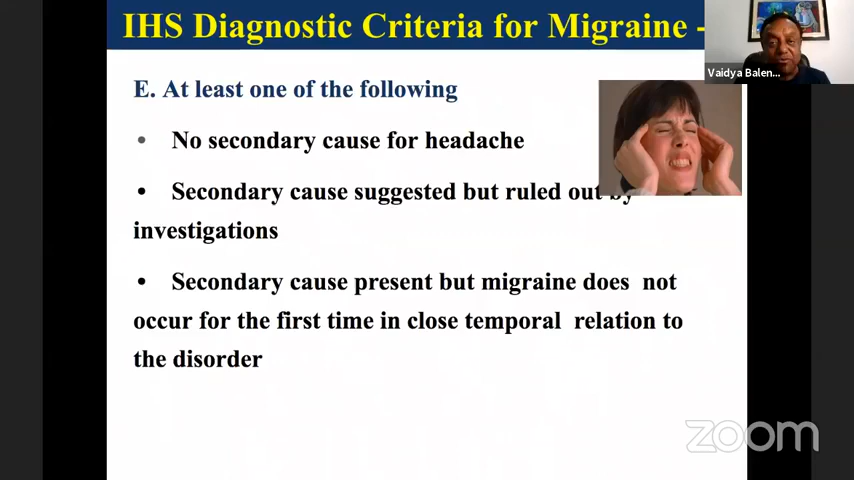 IHS Diagnostic Criteria for Migraine -
Vaidya Balen...
E. At least one of the following
• No secondary cause for headache
• Secondary cause suggested but ruled out by
investigations
• Secondary cause present but migraine does not
occur for the first time in close temporal relation to
the disorder
zoom